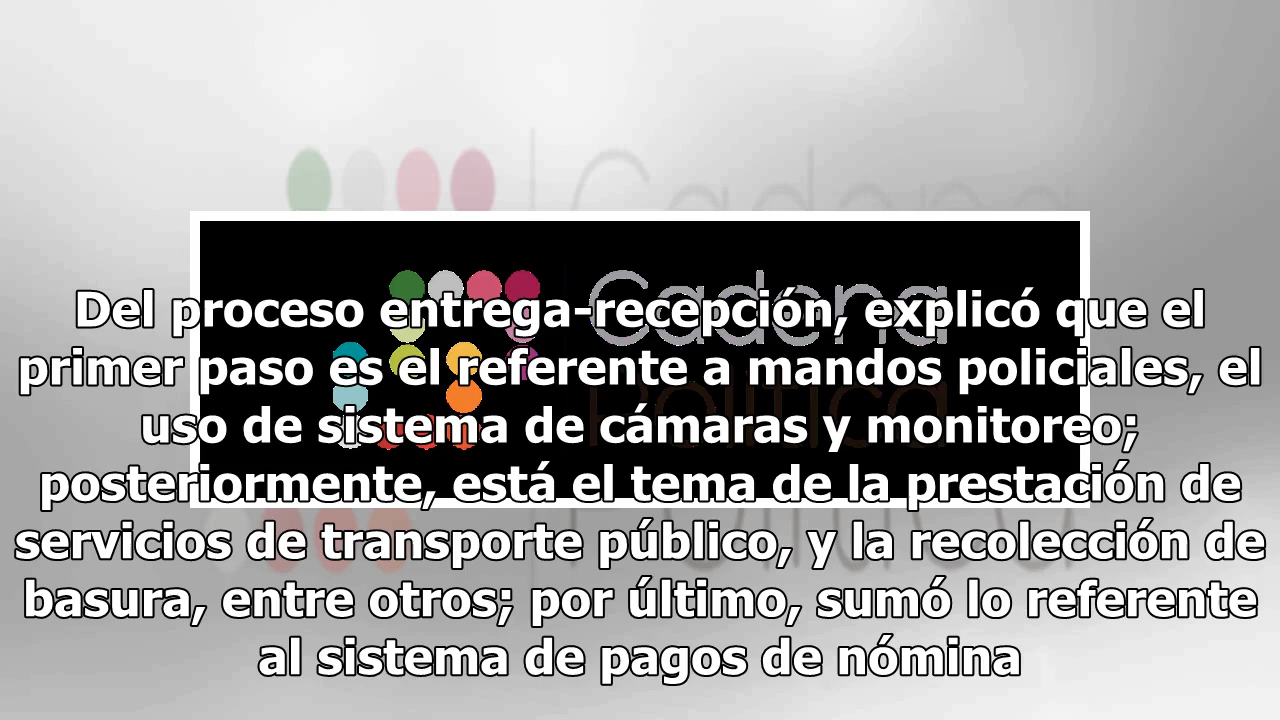 Cadena
Política
Del proceso entrega-recepción, explicó que el
primer paso es el referente a mandos policiales, el
uso de sistema de cámaras y monitoreo;
posteriormente, está el tema de la prestación de
servicios de transporte público, y la recolección de
basura, entre otros; por último, sumó lo referente
al sistema de pagos de nómina